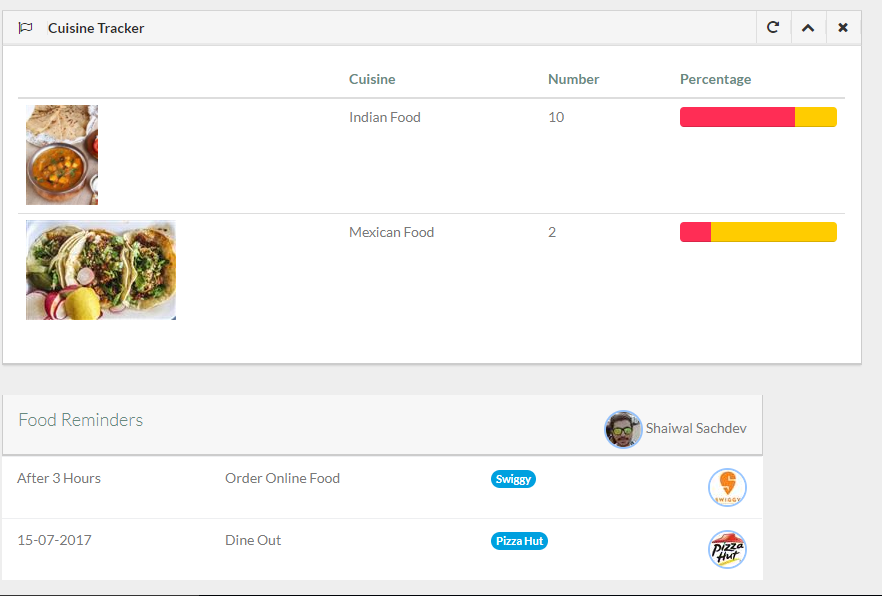 Cuisine Tracker
Cuisine Number Percentage
Indian Food 10
Mexican Food 2
Food Reminders
Shaiwal Sachdev
After 3 Hours Order Online Food Swiggy SWIGGY
15-07-2017 Dine Out Pizza Hut Pizza Hut